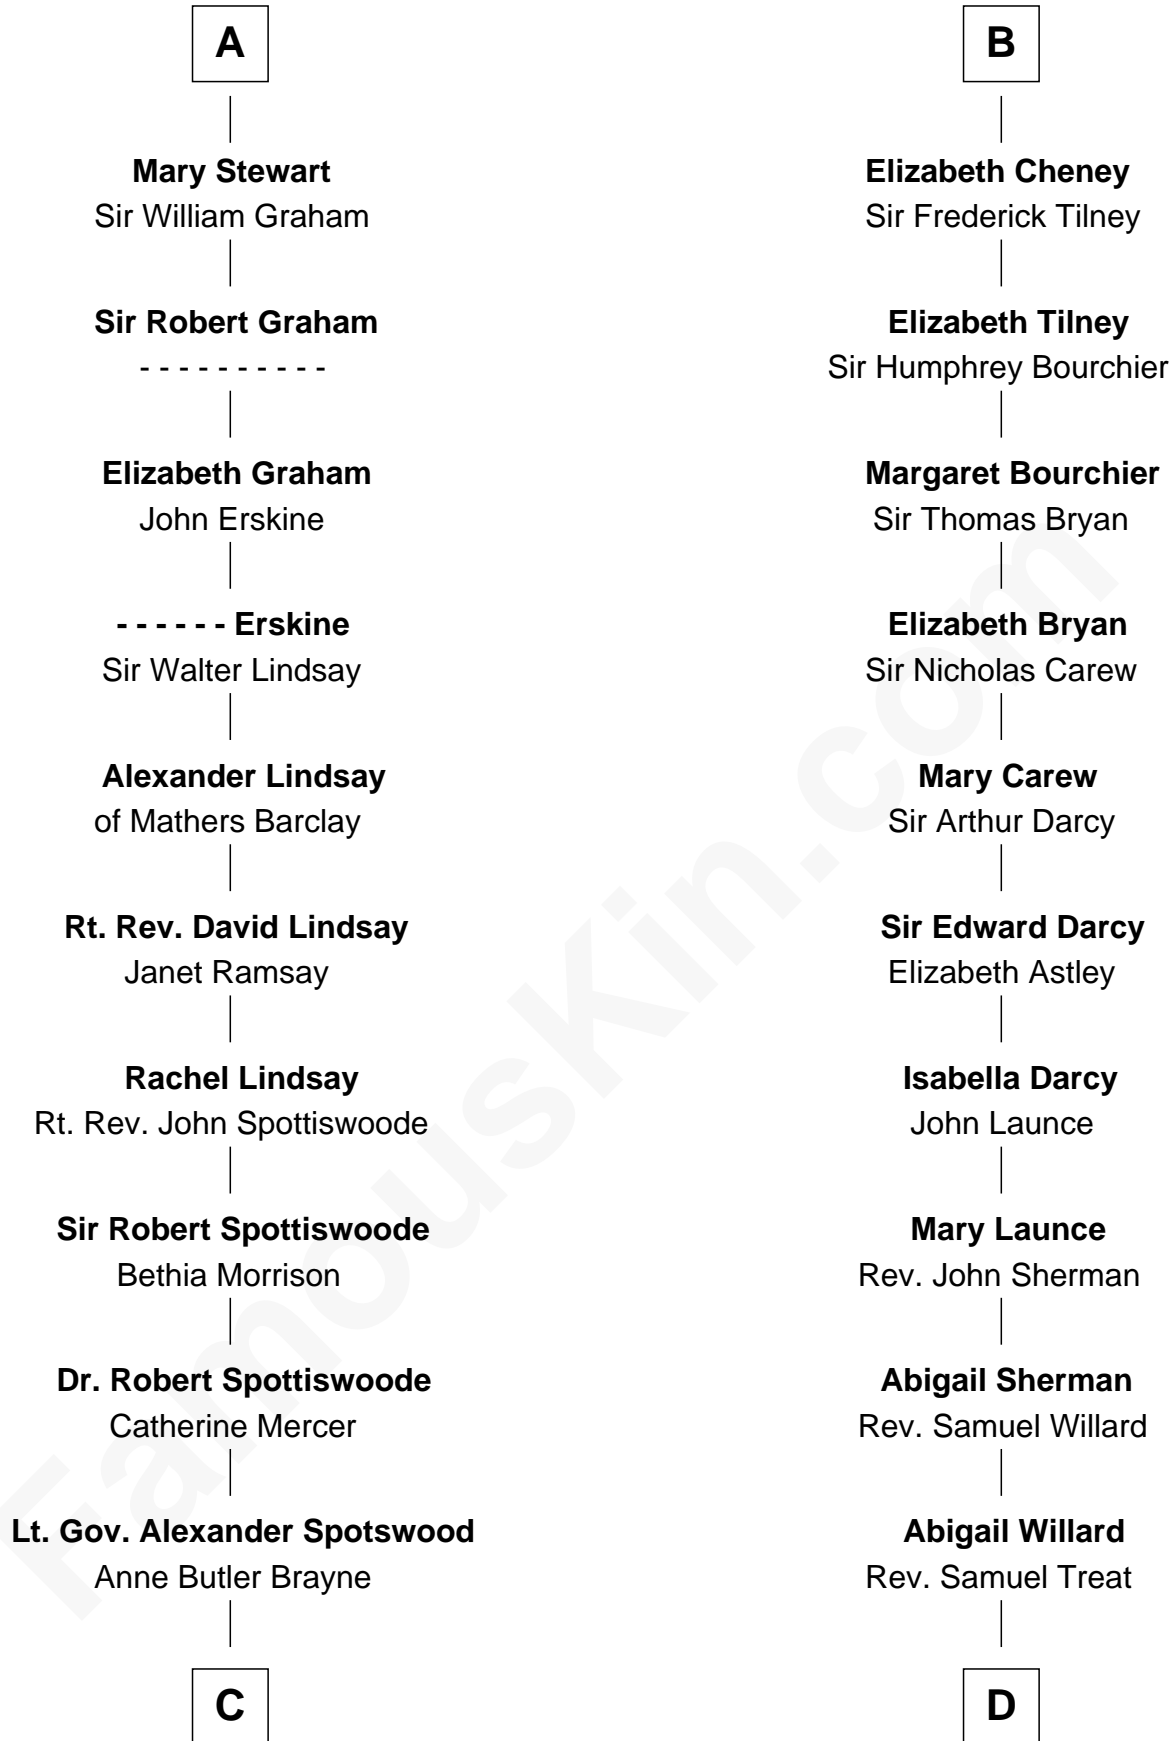 A
Mary Stewart
Sir William Graham
Sir Robert Graham
- - - - - - - - - -
Elizabeth Graham
John Erskine
- - - - - - Erskine
Sir Walter Lindsay
Alexander Lindsay
of Mathers Barclay
Rt. Rev. David Lindsay
Janet Ramsay
Rachel Lindsay
Rt. Rev. John Spottiswoode
Sir Robert Spottiswoode
Bethia Morrison
Dr. Robert Spottiswoode
Catherine Mercer
Lt. Gov. Alexander Spotswood
Anne Butler Brayne
C
B
Elizabeth Cheney
Sir Frederick Tilney
Elizabeth Tilney
Sir Humphrey Bourchier
Margaret Bourchier
Sir Thomas Bryan
Elizabeth Bryan
Sir Nicholas Carew
Mary Carew
Sir Arthur Darcy
Sir Edward Darcy
Elizabeth Astley
Isabella Darcy
John Launce
Mary Launce
Rev. John Sherman
Abigail Sherman
Rev. Samuel Willard
Abigail Willard
Rev. Samuel Treat
D
FamousKin.com